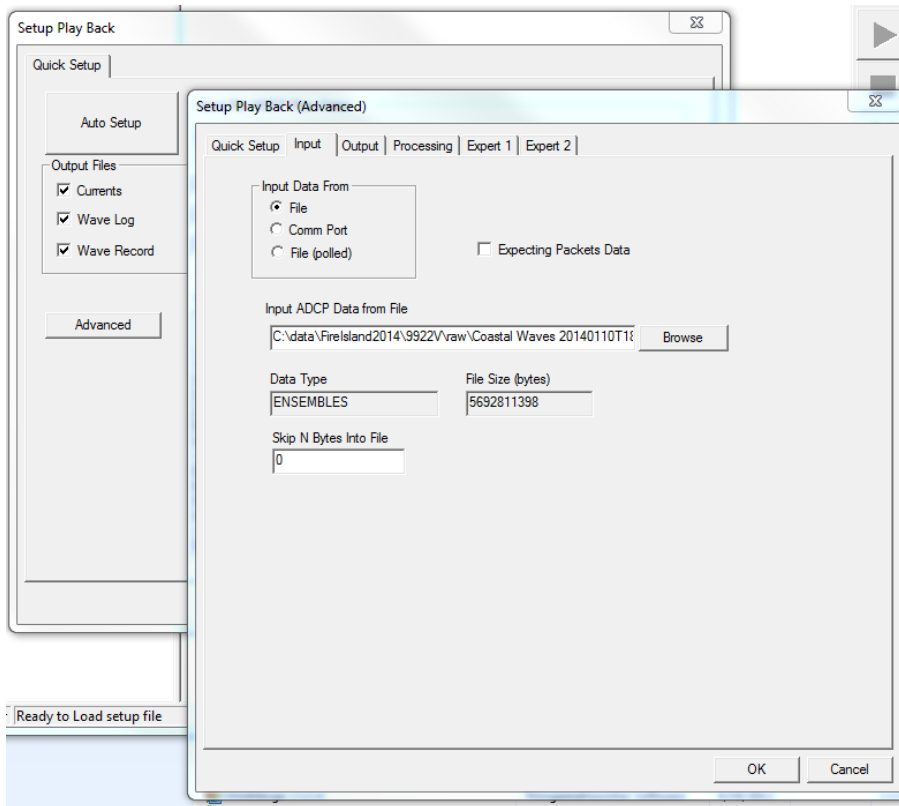 Setup Play Back
Quick Setup
Auto Setup
Output Files
Currents
Wave Log
Wave Record
Advanced
Ready to Load setup file
Setup Play Back (Advanced)
Quick Setup Input Output Processing Expert 1 Expert 2
Input Data From
File
Comm Port
File (polled)
Expecting Packets Data
Input ADCP Data from File
C:\data\FireIsland2014\9922V\raw\Coastal Waves 20140110T18
Browse
Data Type File Size (bytes)
ENSEMBLES 5692811398
Skip N Bytes Into File
0
OK Cancel